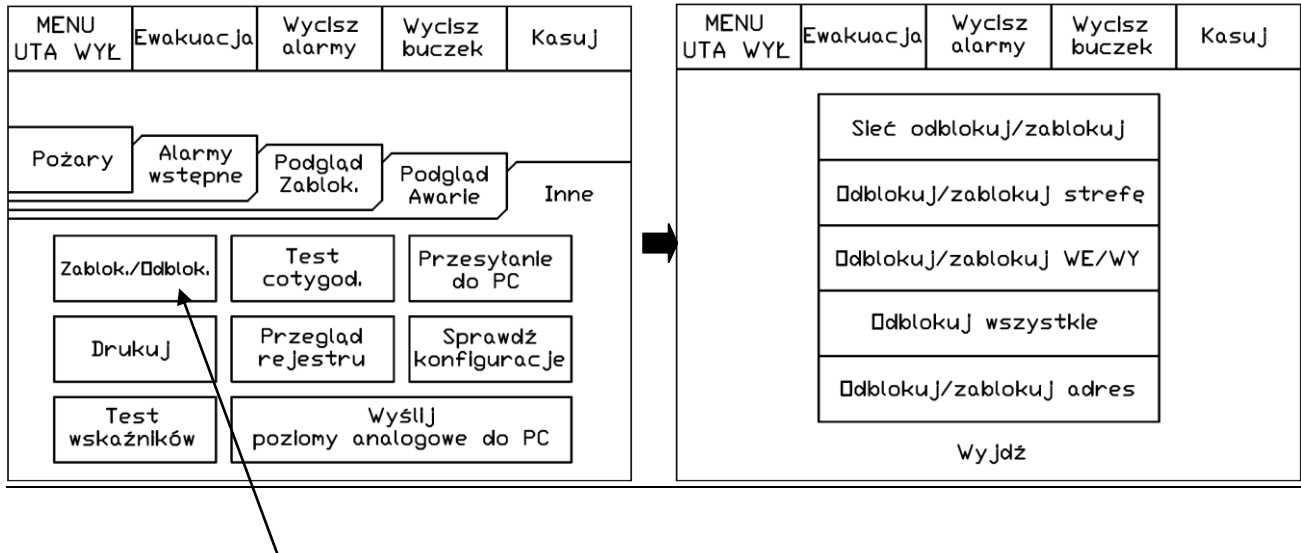 MENU
UTA WYŁ
Ewakuacja
Wycisz
alarmy
Wycisz
buczek
Kasuj
Pożary
Alarmy
wstępne
Podgląd
Zablok.
Podgląd
Awarie
Inne
Zablok./Odblok.
Test
cotygod.
Przesyłanie
do PC
Drukuj
Przegląd
rejestru
Sprawdź
konfiguracje
Test
wskaźników
Wyślij
poziomy analogowe do PC
MENU
UTA WYŁ
Ewakuacja
Wycisz
alarmy
Wycisz
buczek
Kasuj
Sieć odblokuj/zablokuj
Odblokuj/zablokuj strefę
Odblokuj/zablokuj WE/WY
Odblokuj wszystkie
Odblokuj/zablokuj adres
Wyjdź